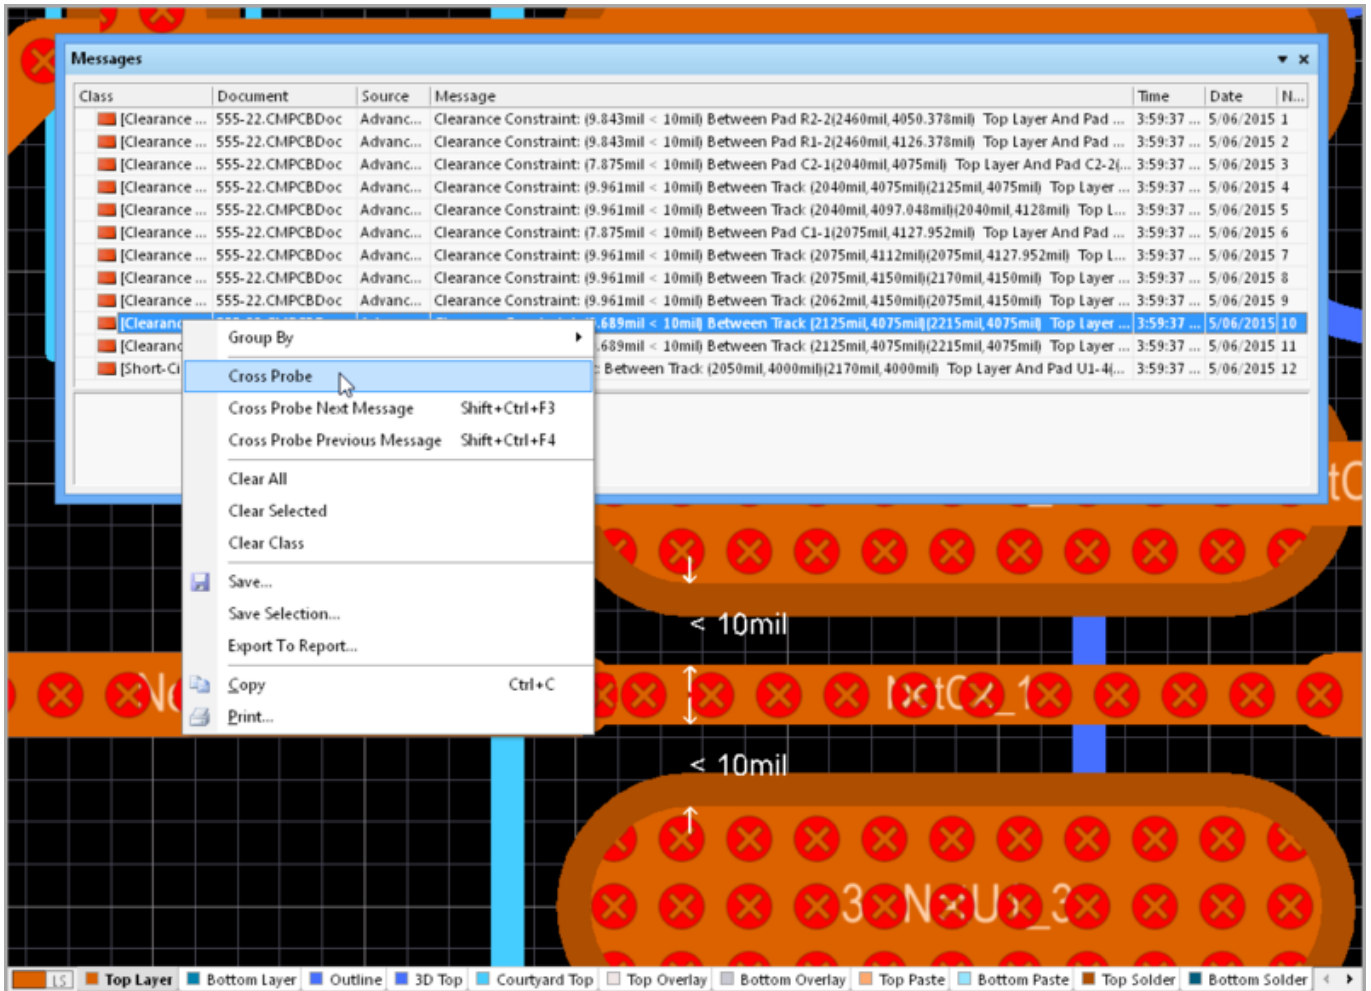 Messages
Class Document Source Message Time Date N...
[Clearance ... 555-22.CMPCBDoc Advanc... Clearance Constraint: (9.843mil < 10mil) Between Pad R2-2(2460mil,4050.378mil) Top Layer And Pad ... 3:59:37 ... 5/06/2015 1
[Clearance ... 555-22.CMPCBDoc Advanc... Clearance Constraint: (9.843mil < 10mil) Between Pad R1-2(2460mil,4126.378mil) Top Layer And Pad ... 3:59:37 ... 5/06/2015 2
[Clearance ... 555-22.CMPCBDoc Advanc... Clearance Constraint: (7.875mil < 10mil) Between Pad C2-1(2040mil,4075mil) Top Layer And Pad C2-2(... 3:59:37 ... 5/06/2015 3
[Clearance ... 555-22.CMPCBDoc Advanc... Clearance Constraint: (9.961mil < 10mil) Between Track (2040mil,4075mil)(2125mil,4075mil) Top Layer ... 3:59:37 ... 5/06/2015 4
[Clearance ... 555-22.CMPCBDoc Advanc... Clearance Constraint: (9.961mil < 10mil) Between Track (2040mil,4097.048mil)(2040mil,4128mil) Top L... 3:59:37 ... 5/06/2015 5
[Clearance ... 555-22.CMPCBDoc Advanc... Clearance Constraint: (7.875mil < 10mil) Between Pad C1-1(2075mil,4127.952mil) Top Layer And Pad ... 3:59:37 ... 5/06/2015 6
[Clearance ... 555-22.CMPCBDoc Advanc... Clearance Constraint: (9.961mil < 10mil) Between Track (2075mil,4112mil)(2075mil,4127.952mil) Top L... 3:59:37 ... 5/06/2015 7
[Clearance ... 555-22.CMPCBDoc Advanc... Clearance Constraint: (9.961mil < 10mil) Between Track (2075mil,4150mil)(2170mil,4150mil) Top Layer ... 3:59:37 ... 5/06/2015 8
[Clearance ... 555-22.CMPCBDoc Advanc... Clearance Constraint: (9.961mil < 10mil) Between Track (2062mil,4150mil)(2075mil,4150mil) Top Layer ... 3:59:37 ... 5/06/2015 9
[Clearanc .689mil < 10mil) Between Track (2125mil,4075mil)(2215mil,4075mil) Top Layer ... 3:59:37 ... 5/06/2015 10
[Clearanc .689mil < 10mil) Between Track (2125mil,4075mil)(2215mil,4075mil) Top Layer ... 3:59:37 ... 5/06/2015 11
[Short-Ci : Between Track (2050mil,4000mil)(2170mil,4000mil) Top Layer And Pad U1-4(... 3:59:37 ... 5/06/2015 12
Group By
Cross Probe
Cross Probe Next Message Shift+Ctrl+F3
Cross Probe Previous Message Shift+Ctrl+F4
Clear All
Clear Selected
Clear Class
Save...
Save Selection...
Export To Report...
Copy Ctrl+C
Print...
< 10mil
< 10mil
LS Top Layer Bottom Layer Outline 3D Top Courtyard Top Top Overlay Bottom Overlay Top Paste Bottom Paste Top Solder Bottom Solder